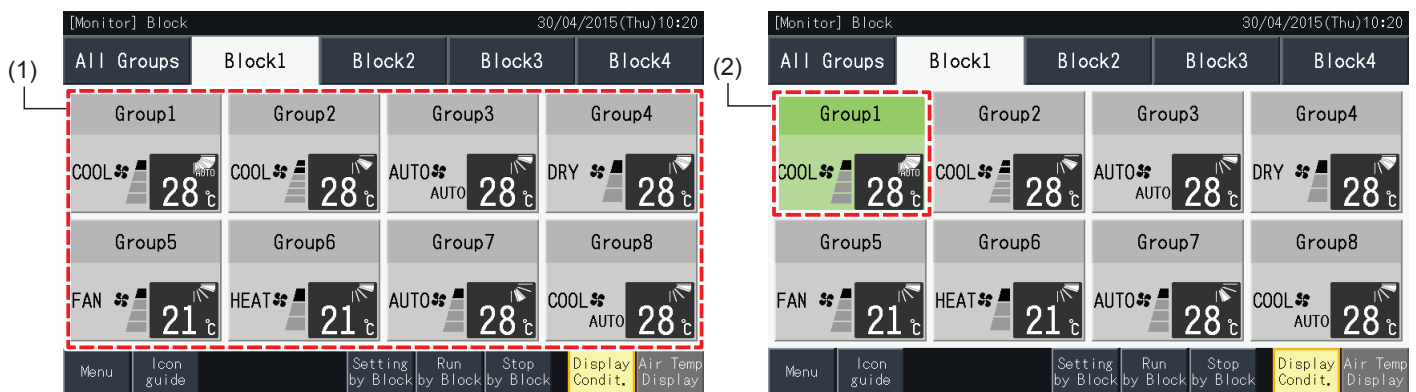 (1)
[Monitor] Block 30/04/2015(Thu)10:20
All Groups Block1 Block2 Block3 Block4
Group1 Group2 Group3 Group4
COOL AUTO 28℃ COOL 28℃ AUTO AUTO 28℃ DRY 28℃
Group5 Group6 Group7 Group8
FAN 21℃ HEAT 21℃ AUTO 28℃ COOL AUTO 28℃
Menu Icon guide Setting by Block Run by Block Stop by Block Display Condit. Air Temp Display
(2)
[Monitor] Block 30/04/2015(Thu)10:20
All Groups Block1 Block2 Block3 Block4
Group1 Group2 Group3 Group4
COOL AUTO 28℃ COOL 28℃ AUTO AUTO 28℃ DRY 28℃
Group5 Group6 Group7 Group8
FAN 21℃ HEAT 21℃ AUTO 28℃ COOL AUTO 28℃
Menu Icon guide Setting by Block Run by Block Stop by Block Display Condit. Air Temp Display